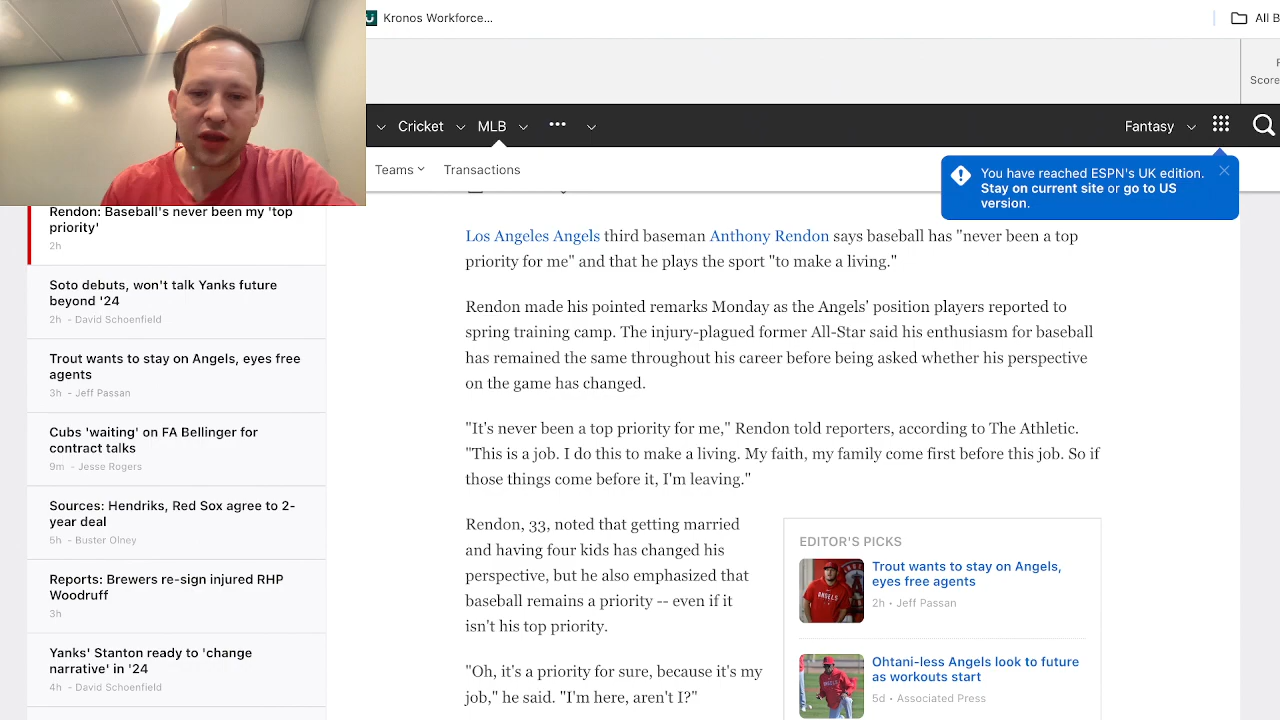 Kronos Workforce...
All B
Score
Cricket
MLB
•••
Fantasy
Teams
Transactions
You have reached ESPN's UK edition.
Stay on current site or go to US
version.
Rendon: Baseball's never been my 'top
priority'
2h
Soto debuts, won't talk Yanks future
beyond '24
2h - David Schoenfield
Trout wants to stay on Angels, eyes free
agents
3h - Jeff Passan
Cubs 'waiting' on FA Bellinger for
contract talks
9m - Jesse Rogers
Sources: Hendriks, Red Sox agree to 2-
year deal
5h - Buster Olney
Reports: Brewers re-sign injured RHP
Woodruff
3h
Yanks' Stanton ready to 'change
narrative' in '24
4h - David Schoenfield
Los Angeles Angels third baseman Anthony Rendon says baseball has "never been a top
priority for me" and that he plays the sport "to make a living."
Rendon made his pointed remarks Monday as the Angels' position players reported to
spring training camp. The injury-plagued former All-Star said his enthusiasm for baseball
has remained the same throughout his career before being asked whether his perspective
on the game has changed.
"It's never been a top priority for me," Rendon told reporters, according to The Athletic.
"This is a job. I do this to make a living. My faith, my family come first before this job. So if
those things come before it, I'm leaving."
Rendon, 33, noted that getting married
and having four kids has changed his
perspective, but he also emphasized that
baseball remains a priority -- even if it
isn't his top priority.
"Oh, it's a priority for sure, because it's my
job," he said. "I'm here, aren't I?"
EDITOR'S PICKS
Trout wants to stay on Angels,
eyes free agents
2h • Jeff Passan
Ohtani-less Angels look to future
as workouts start
5d • Associated Press